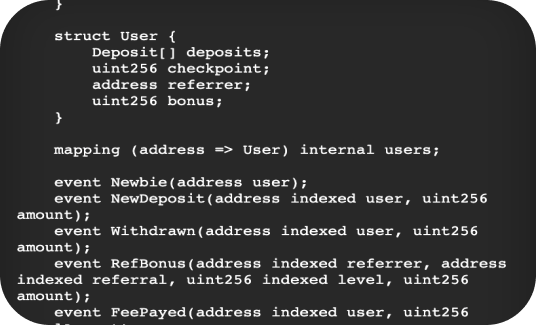 }
struct User {
Deposit[] deposits;
uint256 checkpoint;
address referrer;
uint256 bonus;
}
mapping (address => User) internal users;
event Newbie(address user);
event NewDeposit(address indexed user, uint256
amount);
event Withdrawn(address indexed user, uint256
amount);
event RefBonus(address indexed referrer, address
indexed referral, uint256 indexed level, uint256
amount);
event FeePayed(address indexed user, uint256